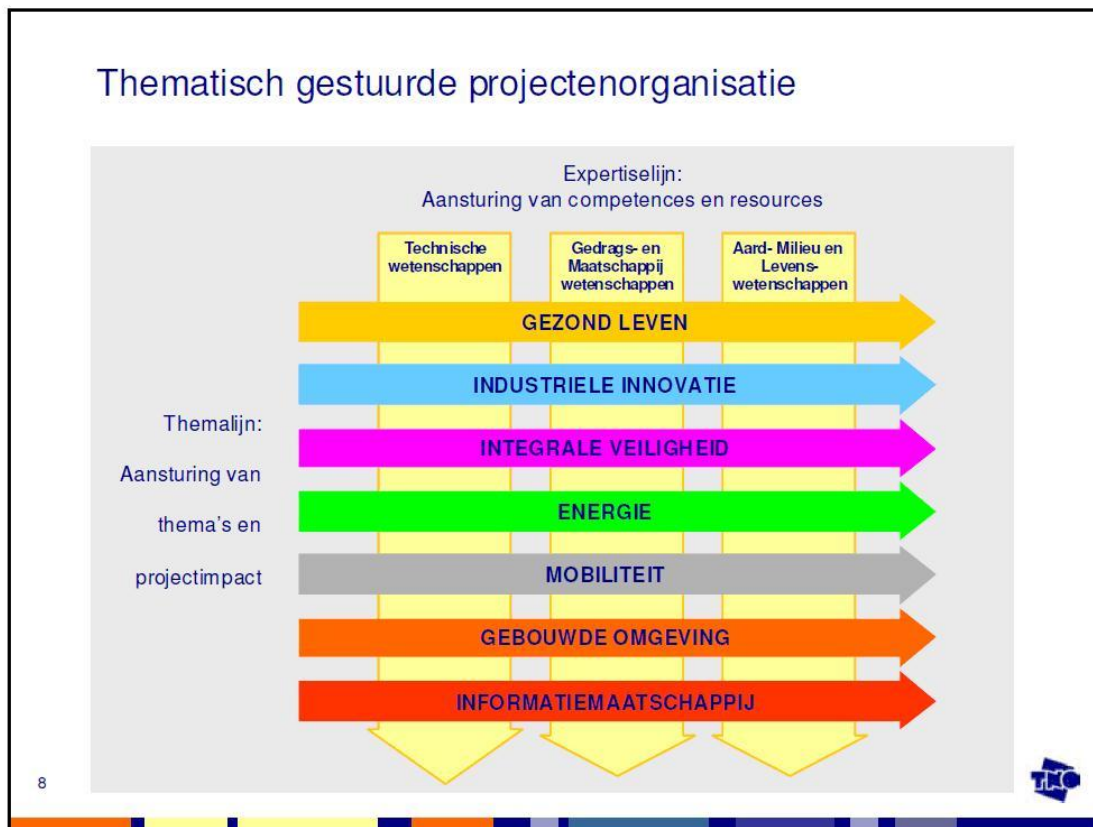 Thematisch gestuurde projectenorganisatie
Expertiselijn:
Aansturing van competences en resources
Technische
wetenschappen
Gedrags- en
Maatschappij
wetenschappen
Aard- Milieu en
Levens-
wetenschappen
GEZOND LEVEN
INDUSTRIELE INNOVATIE
INTEGRALE VEILIGHEID
ENERGIE
MOBILITEIT
GEBOUWDE OMGEVING
INFORMATIEMAATSCHAPPIJ
Themalijn:
Aansturing van
thema's en
projectimpact
8
TNO